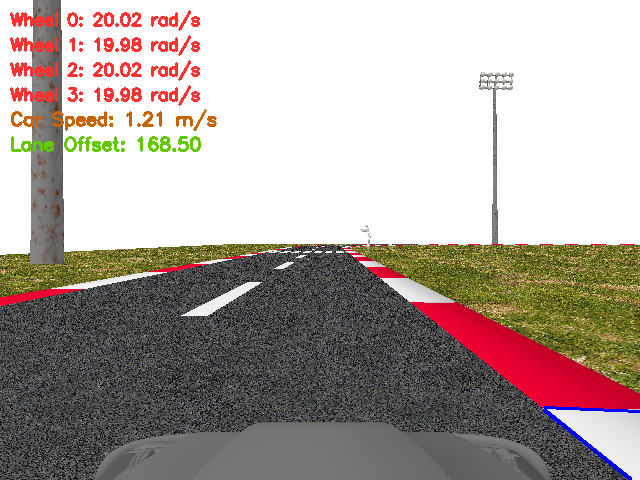 Wheel 0: 20.02 rad/s
Wheel 1: 19.98 rad/s
Wheel 2: 20.02 rad/s
Wheel 3: 19.98 rad/s
Car Speed: 1.21 m/s
Lane Offset: 168.50